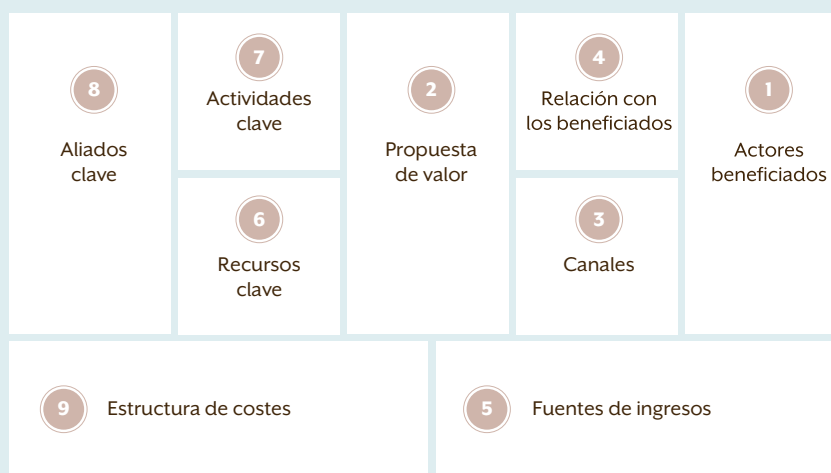 8
Aliados
clave
7
Actividades
clave
6
Recursos
clave
2
Propuesta
de valor
4
Relación con
los beneficiados
3
Canales
1
Actores
beneficiados
9
Estructura de costes
5
Fuentes de ingresos